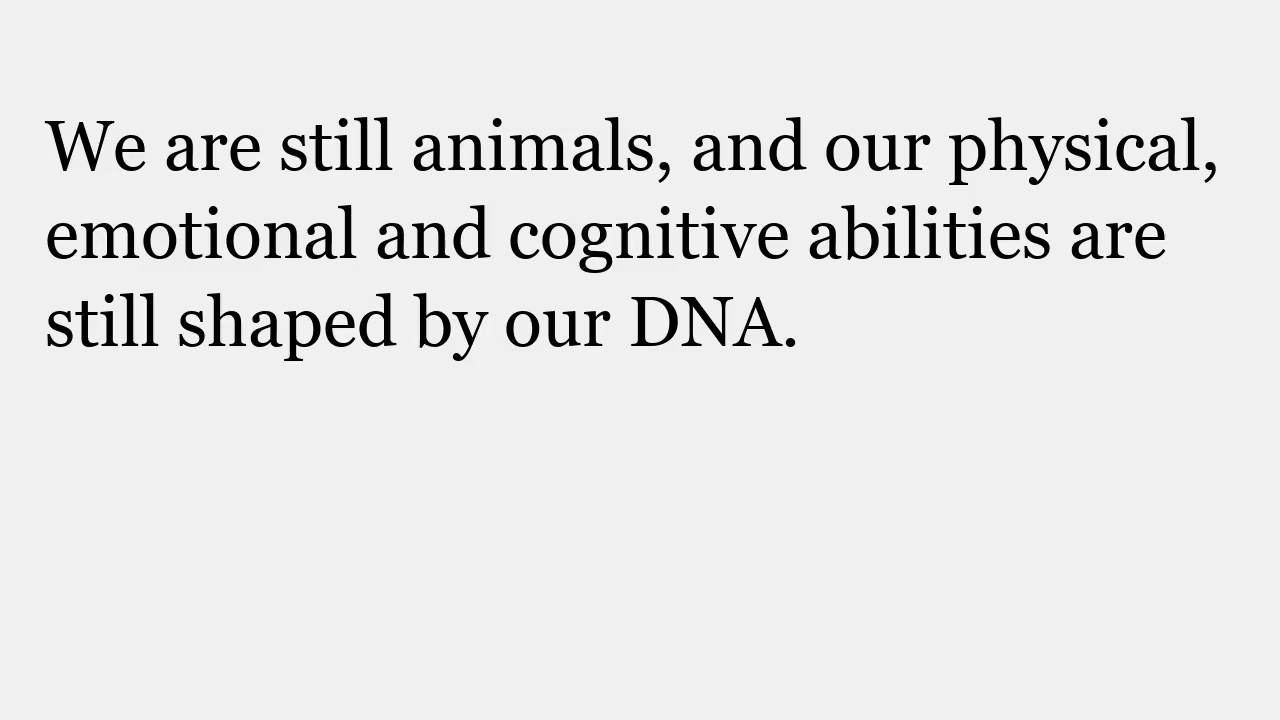 We are still animals, and our physical,
emotional and cognitive abilities are
still shaped by our DNA.